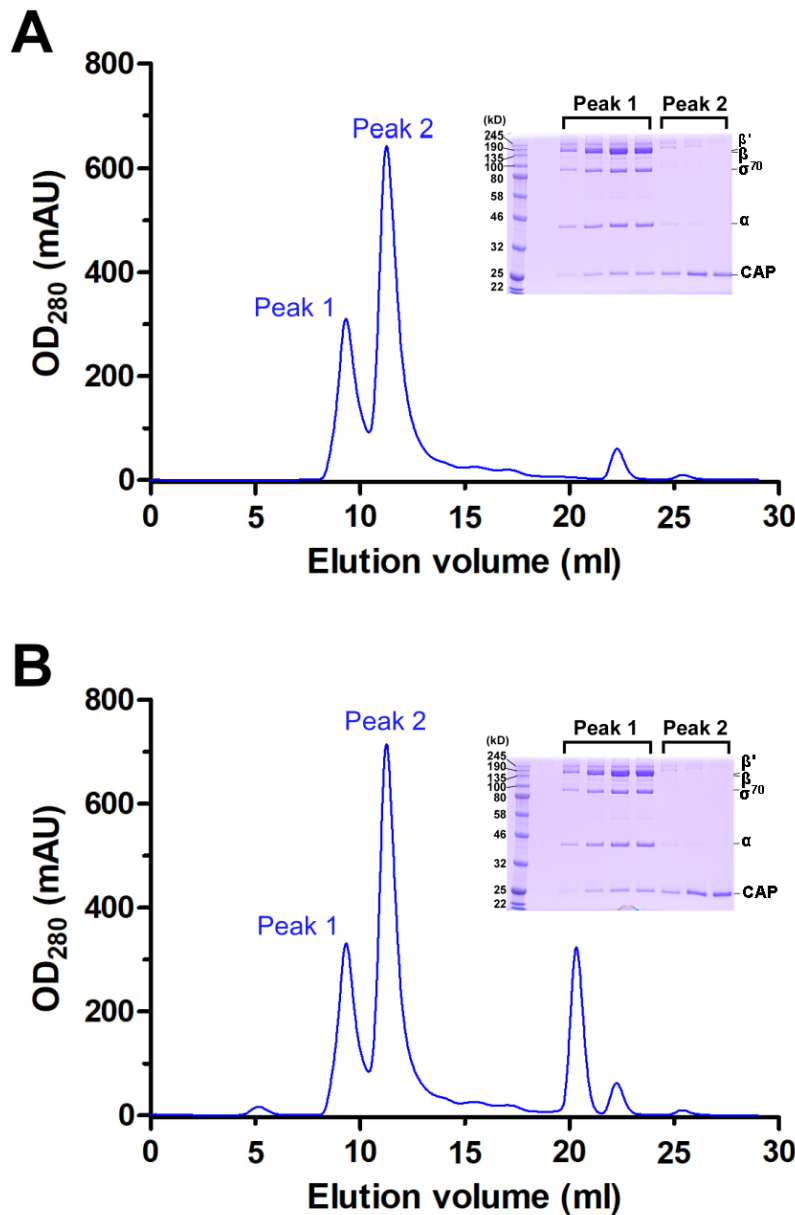 A
800
600
400
200
0
OD280 (mAU)
Peak 1
Peak 2
0 5 10 15 20 25 30
Elution volume (ml)
Peak 1 Peak 2
(kD)
245
190
135
100
80
58
46
32
25
22
β'
β
σ70
α
CAP
B
800
600
400
200
0
OD280 (mAU)
Peak 1
Peak 2
0 5 10 15 20 25 30
Elution volume (ml)
Peak 1 Peak 2
(kD)
245
190
135
100
80
58
46
32
25
22
β'
β
σ70
α
CAP